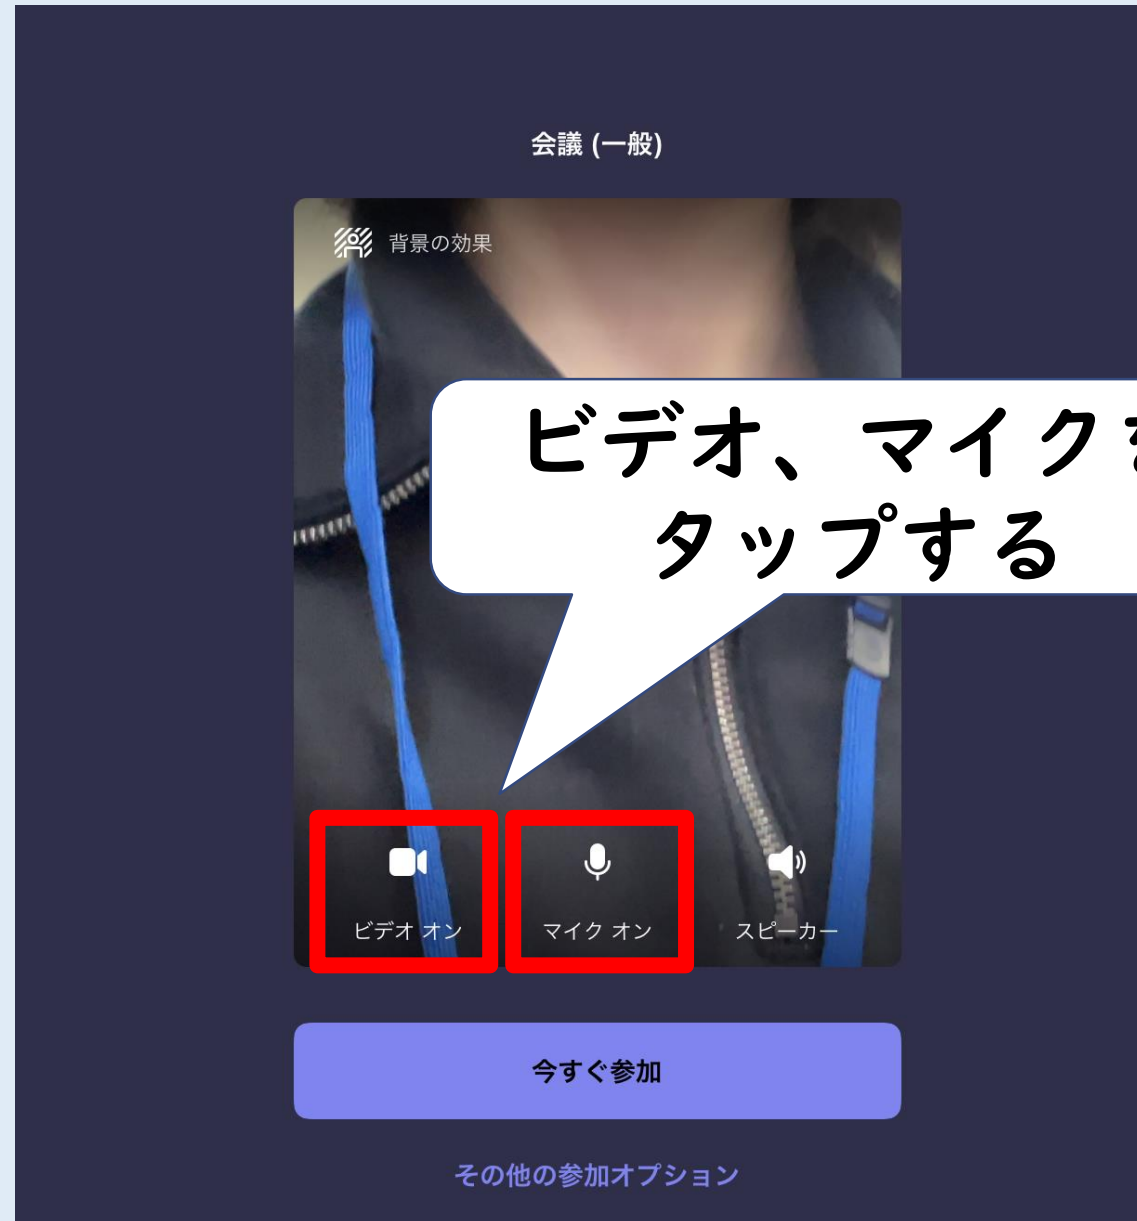 会議 (一般)
背景の効果
ビデオ、マイクを
タップする
ビデオ オン
マイク オン
スピーカー
今すぐ参加
その他の参加オプション